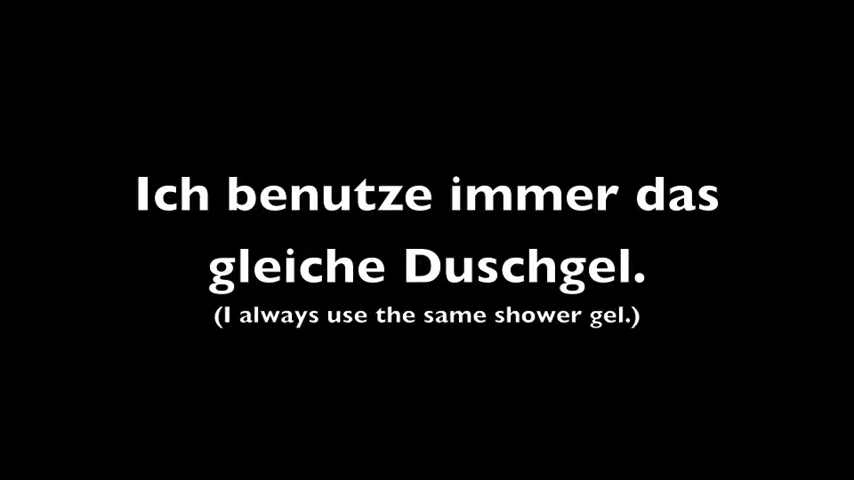 Ich benutze immer das
gleiche Duschgel.
(I always use the same shower gel.)